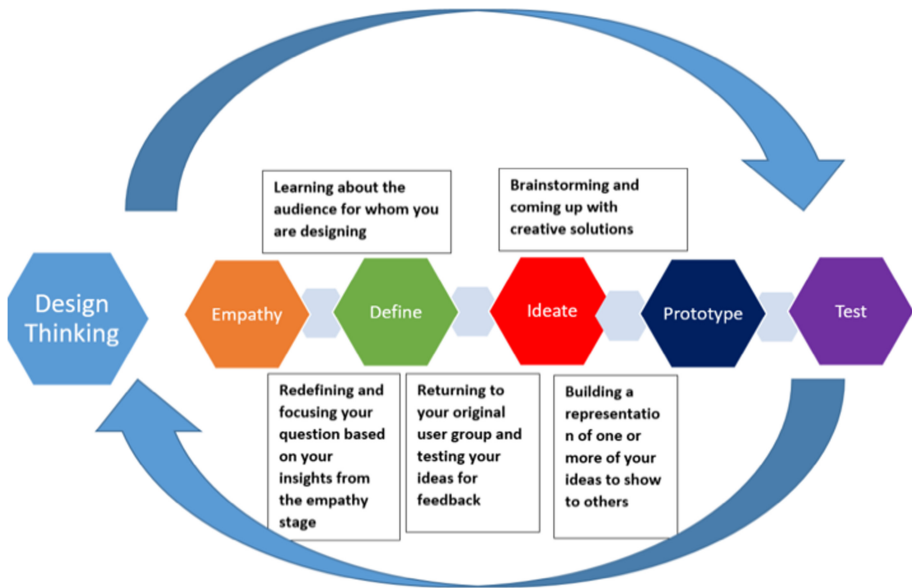 Learning about the
audience for whom you
are designing
Brainstorming and
coming up with
creative solutions
Design
Thinking
Empathy
Define
Ideate
Prototype
Test
Redefining and
focusing your
question based
on your
insights from
the empathy
stage
Returning to
your original
user group and
testing your
ideas for
feedback
Building a
representatio
n of one or
more of your
ideas to show
to others